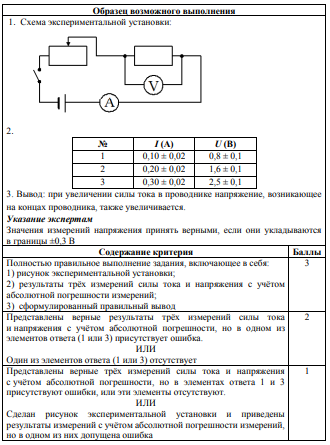 Образец возможного выполнения
1. Схема экспериментальной установки:
V
A
2.
№ I (А) U (В)
1 0,10 ± 0,02 0,8 ± 0,1
2 0,20 ± 0,02 1,6 ± 0,1
3 0,30 ± 0,02 2,5 ± 0,1
3. Вывод: при увеличении силы тока в проводнике напряжение, возникающее
на концах проводника, также увеличивается.
Указание экспертам
Значения измерений напряжения принять верными, если они укладываются
в границы ±0,3 В
Содержание критерия Баллы
Полностью правильное выполнение задания, включающее в себя: 3
1) рисунок экспериментальной установки;
2) результаты трёх измерений силы тока и напряжения с учётом
абсолютной погрешности измерений;
3) сформулированный правильный вывод
Представлены верные результаты трёх измерений силы тока 2
и напряжения с учётом абсолютной погрешности, но в одном из
элементов ответа (1 или 3) присутствует ошибка.
ИЛИ
Один из элементов ответа (1 или 3) отсутствует
Представлены верные трёх измерений силы тока и напряжения 1
с учётом абсолютной погрешности, но в элементах ответа 1 и 3
присутствуют ошибки, или эти элементы отсутствуют.
ИЛИ
Сделан рисунок экспериментальной установки и приведены
результаты измерений с учётом абсолютной погрешности измерений,
но в одном из них допущена ошибка